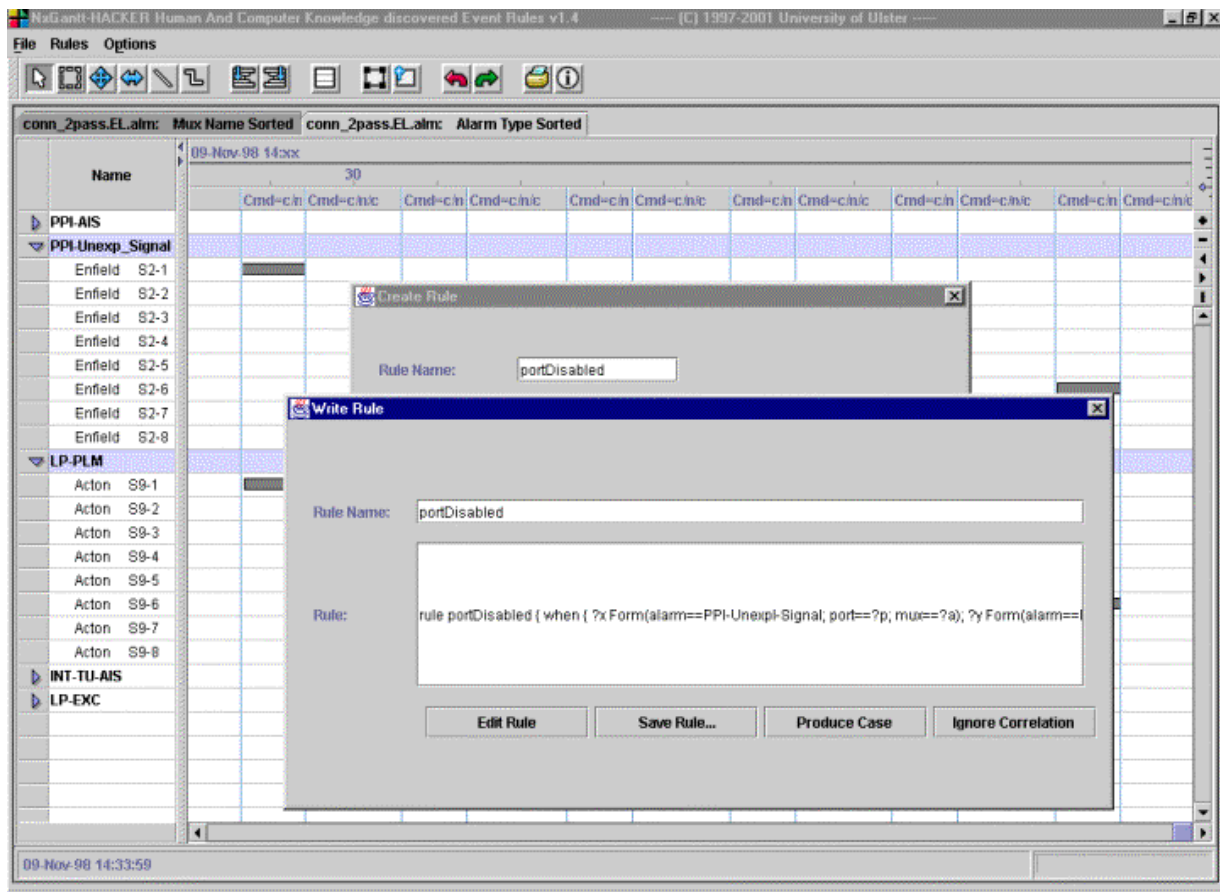 NxGantt-HACKER Human And Computer Knowledge discovered Event Rules v1.4 ----- (C) 1997-2001 University of Ulster -----
File Rules Options
conn_2pass.EL.alm: Mux Name Sorted conn_2pass.EL.alm: Alarm Type Sorted
09-Nov-98 14:xx
Name
30
Cmd=c/n Cmd=c/n/c Cmd=c/n Cmd=c/n/c Cmd=c/n Cmd=c/n/c Cmd=c/n Cmd=c/n/c Cmd=c/n Cmd=c/n/c Cmd=c/n Cmd=c/n/c
PPI-AIS
PPI-Unexp_Signal
Enfield S2-1
Enfield S2-2
Enfield S2-3
Enfield S2-4
Enfield S2-5
Enfield S2-6
Enfield S2-7
Enfield S2-8
LP-PLM
Acton S9-1
Acton S9-2
Acton S9-3
Acton S9-4
Acton S9-5
Acton S9-6
Acton S9-7
Acton S9-8
INT-TU-AIS
LP-EXC
Create Rule
Rule Name: portDisabled
Write Rule
Rule Name: portDisabled
Rule: rule portDisabled { when { ?x Form(alarm==PPI-Unexpl-Signal; port==?p; mux==?a); ?y Form(alarm==
Edit Rule Save Rule... Produce Case Ignore Correlation
09-Nov-98 14:33:59